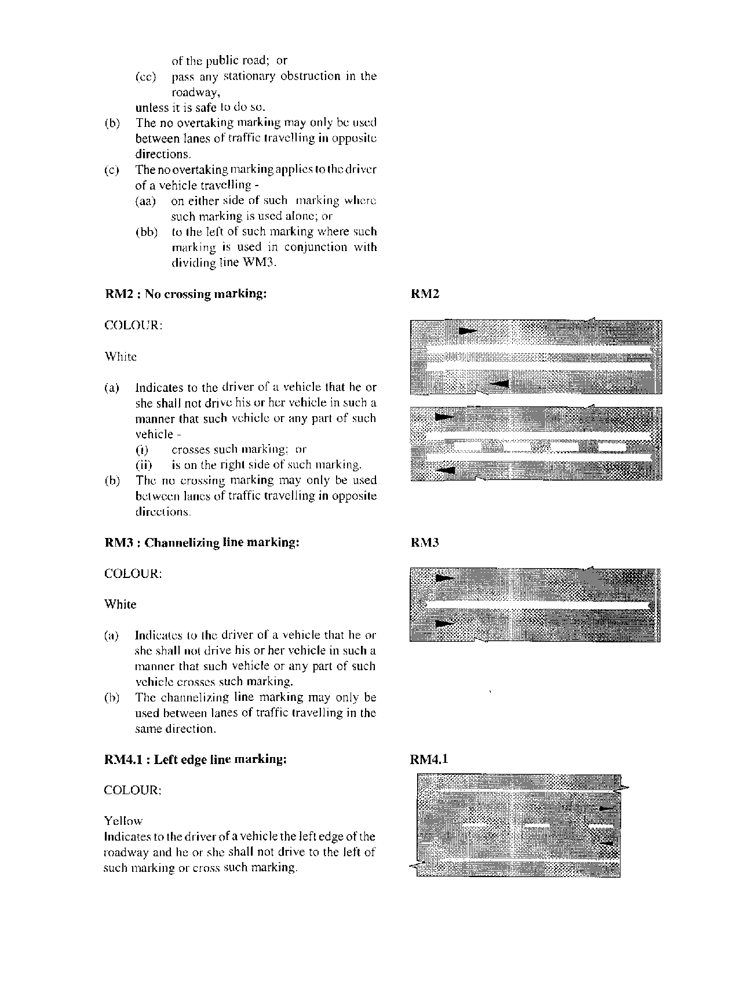 of the public road; or
(cc) pass any stationary obstruction in the
roadway,
unless it is safe to do so.
(b) The no overtaking marking may only be used
between lanes of traffic travelling in opposite
directions.
(c) The no overtaking marking applies to the driver
of a vehicle travelling -
(aa) on either side of such marking where
such marking is used alone; or
(bb) to the left of such marking where such
marking is used in conjunction with
dividing line WM3.
RM2 : No crossing marking:
RM2
COLOUR:
White
(a) Indicates to the driver of a vehicle that he or
she shall not drive his or her vehicle in such a
manner that such vehicle or any part of such
vehicle -
(i) crosses such marking; or
(ii) is on the right side of such marking.
(b) The no crossing marking may only be used
between lanes of traffic travelling in opposite
directions.
RM3 : Channelizing line marking:
RM3
COLOUR:
White
(a) Indicates to the driver of a vehicle that he or
she shall not drive his or her vehicle in such a
manner that such vehicle or any part of such
vehicle crosses such marking.
(b) The channelizing line marking may only be
used between lanes of traffic travelling in the
same direction.
RM4.1 : Left edge line marking:
RM4.1
COLOUR:
Yellow
Indicates to the driver of a vehicle the left edge of the
roadway and he or she shall not drive to the left of
such marking or cross such marking.